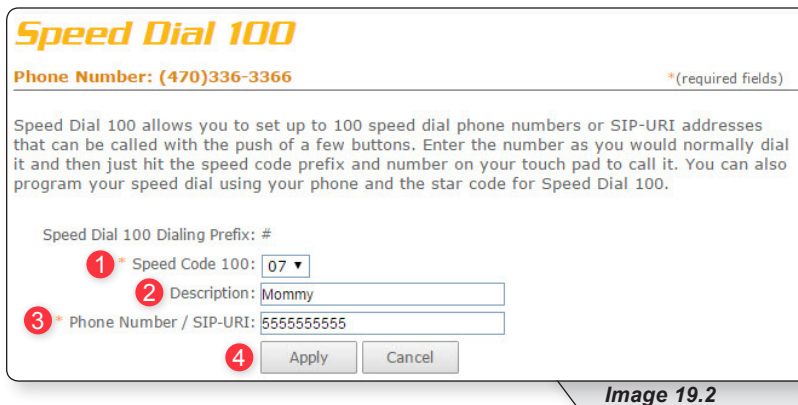 Speed Dial 100
Phone Number: (470)336-3366 *(required fields)
Speed Dial 100 allows you to set up to 100 speed dial phone numbers or SIP-URI addresses
that can be called with the push of a few buttons. Enter the number as you would normally dial
it and then just hit the speed code prefix and number on your touch pad to call it. You can also
program your speed dial using your phone and the star code for Speed Dial 100.
Speed Dial 100 Dialing Prefix: #
1 * Speed Code 100: 07 ▼
2 Description: Mommy
3 * Phone Number / SIP-URI: 5555555555
4 Apply Cancel
Image 19.2